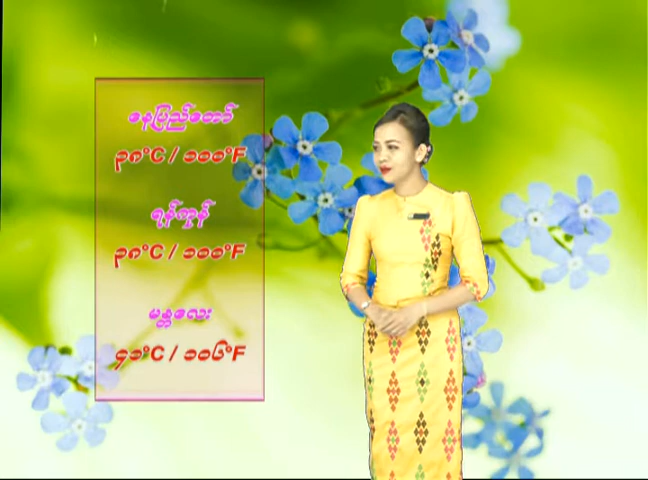 နေပြည်တော်
၃၈°C / ၁၀၀°F
ရန်ကုန်
၃၈°C / ၁၀၀°F
မန္တလေး
၄၁°C / ၁၀၆°F